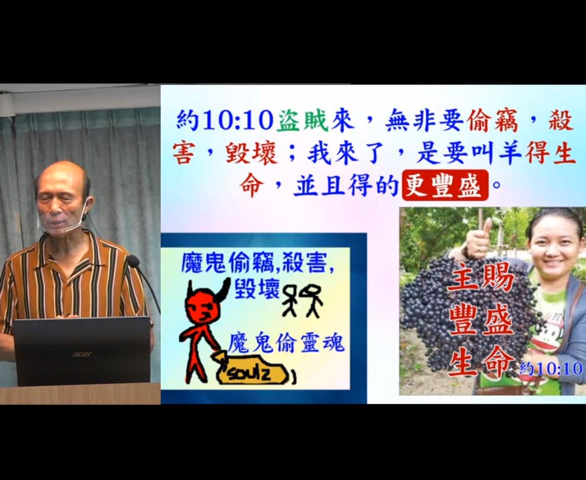 約10:10盜賊來，無非要偷竊，殺
害，毀壞；我來了，是要叫羊得生
命，並且得的更豐盛。
魔鬼偷竊,殺害,
毀壞
魔鬼偷靈魂
soulz
主賜
豐盛
生命
約10:10
acer